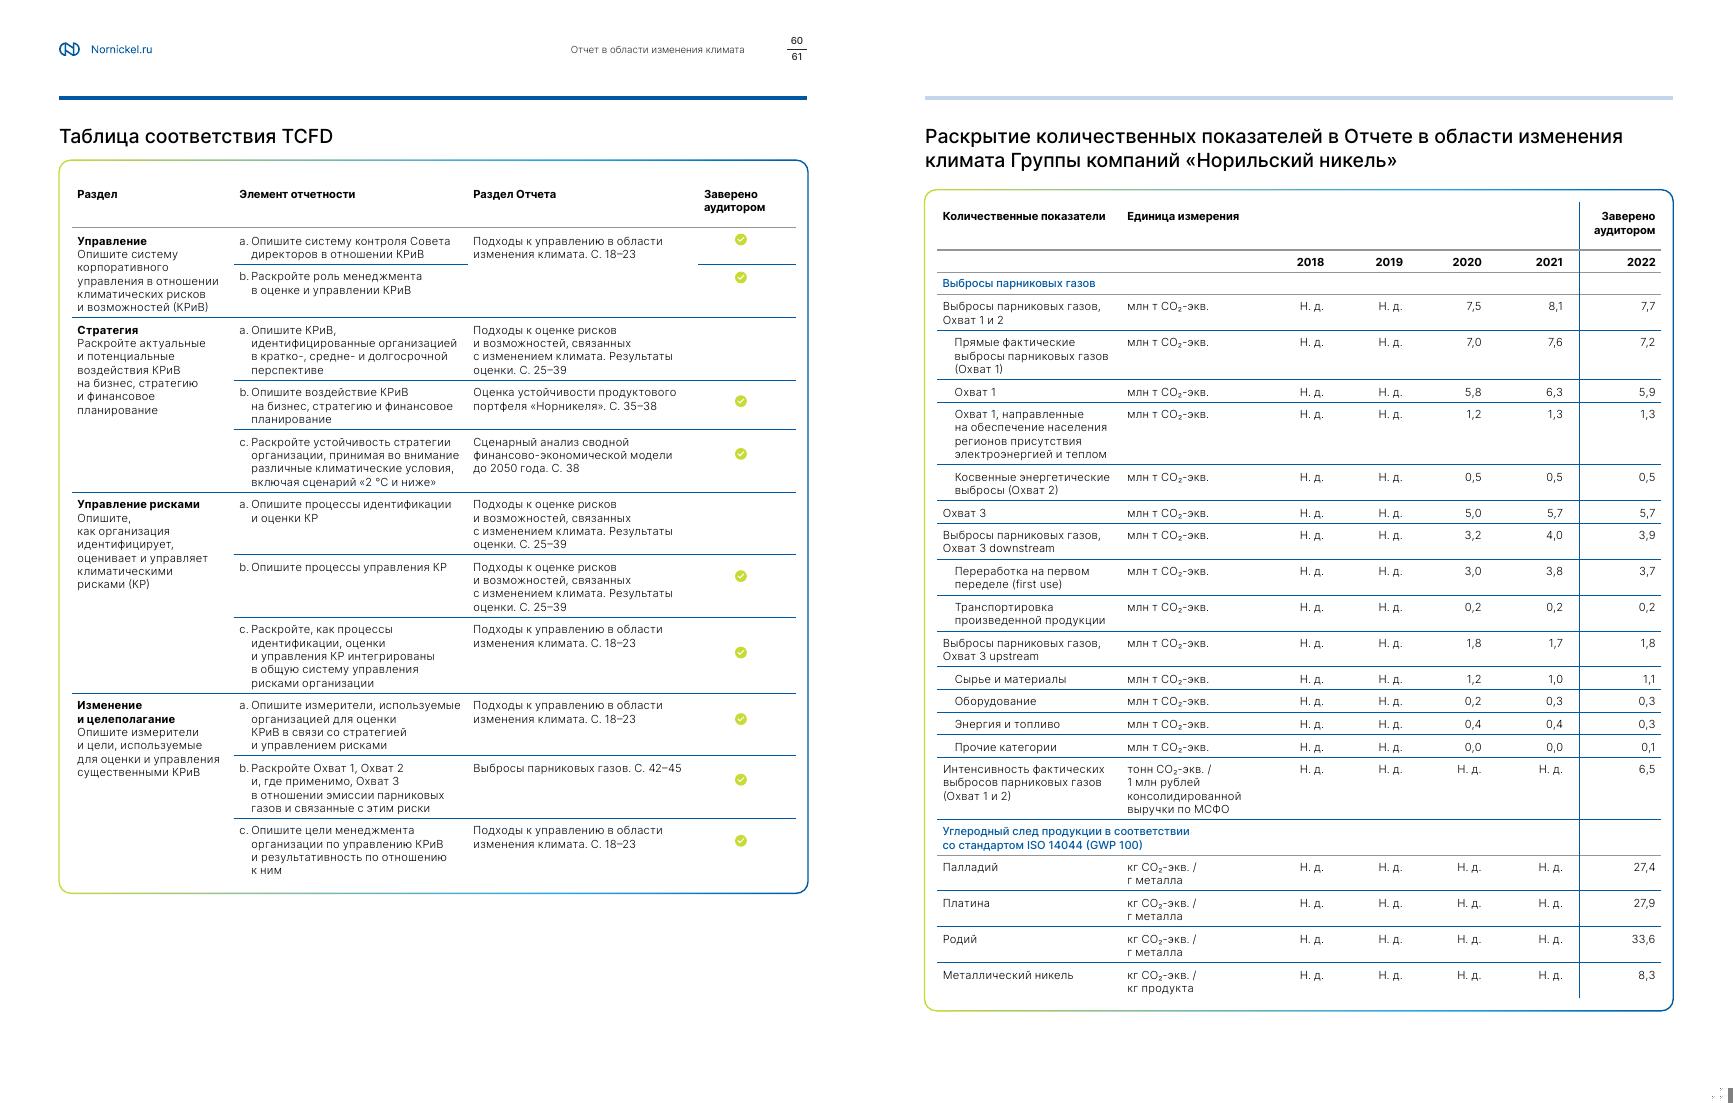 Nornickel.ru
Отчет в области изменения климата
60
61
Таблица соответствия TCFD
Раздел
Элемент отчетности
Раздел Отчета
Заверено
аудитором
Управление
Опишите систему
корпоративного
управления в отношении
климатических рисков
и возможностей (КРиВ)
a. Опишите систему контроля Совета
директоров в отношении КРиВ
Подходы к управлению в области
изменения климата. С. 18–23
b. Раскройте роль менеджмента
в оценке и управлении КРиВ
Стратегия
Раскройте актуальные
и потенциальные
воздействия КРиВ
на бизнес, стратегию
и финансовое
планирование
a. Опишите КРиВ,
идентифицированные организацией
в кратко-, средне- и долгосрочной
перспективе
Подходы к оценке рисков
и возможностей, связанных
с изменением климата. Результаты
оценки. С. 25–39
b. Опишите воздействие КРиВ
на бизнес, стратегию и финансовое
планирование
Оценка устойчивости продуктового
портфеля «Норникеля». С. 35–38
c. Раскройте устойчивость стратегии
организации, принимая во внимание
различные климатические условия,
включая сценарий «2 °С и ниже»
Сценарный анализ сводной
финансово-экономической модели
до 2050 года. С. 38
Управление рисками
Опишите,
как организация
идентифицирует,
оценивает и управляет
климатическими
рисками (КР)
a. Опишите процессы идентификации
и оценки КР
Подходы к оценке рисков
и возможностей, связанных
с изменением климата. Результаты
оценки. С. 25–39
b. Опишите процессы управления КР
Подходы к оценке рисков
и возможностей, связанных
с изменением климата. Результаты
оценки. С. 25–39
c. Раскройте, как процессы
идентификации, оценки
и управления КР интегрированы
в общую систему управления
рисками организации
Подходы к управлению в области
изменения климата. С. 18–23
Изменение
и целеполагание
Опишите измерители
и цели, используемые
для оценки и управления
существенными КРиВ
a. Опишите измерители, используемые
организацией для оценки
КРиВ в связи со стратегией
и управлением рисками
Подходы к управлению в области
изменения климата. С. 18–23
b. Раскройте Охват 1, Охват 2
и, где применимо, Охват 3
в отношении эмиссии парниковых
газов и связанные с этим риски
Выбросы парниковых газов. С. 42–45
c. Опишите цели менеджмента
организации по управлению КРиВ
и результативность по отношению
к ним
Подходы к управлению в области
изменения климата. С. 18–23
Раскрытие количественных показателей в Отчете в области изменения
климата Группы компаний «Норильский никель»
Количественные показатели
Единица измерения
Заверено
аудитором
2018 2019 2020 2021 2022
Выбросы парниковых газов
Выбросы парниковых газов,
Охват 1 и 2
млн т CO₂-экв. Н. д. Н. д. 7,5 8,1 7,7
Прямые фактические
выбросы парниковых газов
(Охват 1)
млн т CO₂-экв. Н. д. Н. д. 7,0 7,6 7,2
Охват 1 млн т CO₂-экв. Н. д. Н. д. 5,8 6,3 5,9
Охват 1, направленные
на обеспечение населения
регионов присутствия
электроэнергией и теплом
млн т CO₂-экв. Н. д. Н. д. 1,2 1,3 1,3
Косвенные энергетические
выбросы (Охват 2)
млн т CO₂-экв. Н. д. Н. д. 0,5 0,5 0,5
Охват 3 млн т CO₂-экв. Н. д. Н. д. 5,0 5,7 5,7
Выбросы парниковых газов,
Охват 3 downstream
млн т CO₂-экв. Н. д. Н. д. 3,2 4,0 3,9
Переработка на первом
переделе (first use)
млн т CO₂-экв. Н. д. Н. д. 3,0 3,8 3,7
Транспортировка
произведенной продукции
млн т CO₂-экв. Н. д. Н. д. 0,2 0,2 0,2
Выбросы парниковых газов,
Охват 3 upstream
млн т CO₂-экв. Н. д. Н. д. 1,8 1,7 1,8
Сырье и материалы млн т CO₂-экв. Н. д. Н. д. 1,2 1,0 1,1
Оборудование млн т CO₂-экв. Н. д. Н. д. 0,2 0,3 0,3
Энергия и топливо млн т CO₂-экв. Н. д. Н. д. 0,4 0,4 0,3
Прочие категории млн т CO₂-экв. Н. д. Н. д. 0,0 0,0 0,1
Интенсивность фактических
выбросов парниковых газов
(Охват 1 и 2)
тонн CO₂-экв. /
1 млн рублей
консолидированной
выручки по МСФО
Н. д. Н. д. Н. д. Н. д. 6,5
Углеродный след продукции в соответствии
со стандартом ISO 14044 (GWP 100)
Палладий
кг CO₂-экв. /
г металла
Н. д. Н. д. Н. д. Н. д. 27,4
Платина
кг CO₂-экв. /
г металла
Н. д. Н. д. Н. д. Н. д. 27,9
Родий
кг CO₂-экв. /
г металла
Н. д. Н. д. Н. д. Н. д. 33,6
Металлический никель
кг CO₂-экв. /
кг продукта
Н. д. Н. д. Н. д. Н. д. 8,3